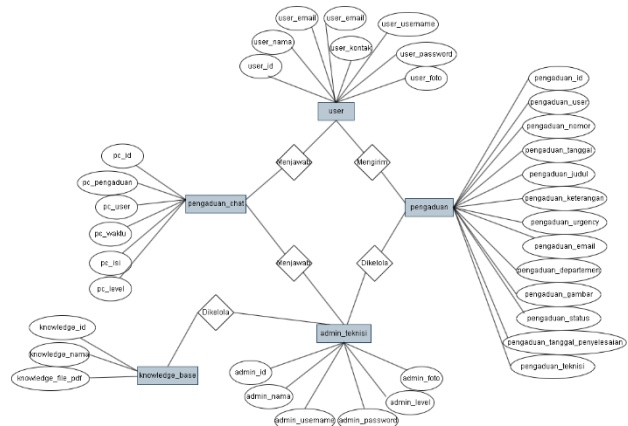 user_email
user_email
user_username
user_nama
user_kontak
user_password
user_id
user_foto
user
pengaduan_id
pengaduan_user
pengaduan_nomor
pengaduan_tanggal
pengaduan_judul
pengaduan_keterangan
pengaduan_urgency
pengaduan_email
pengaduan_departemen
pengaduan_gambar
pengaduan_status
pengaduan_tanggal_penyelesaian
pengaduan_teknisi
Menjawab
Mengirim
pc_id
pc_pengaduan
pc_user
pc_waktu
pc_isi
pc_level
pengaduan_chat
pengaduan
Menjawab
Dikelola
Dikelola
knowledge_id
knowledge_nama
knowledge_file_pdf
knowledge_base
admin_teknisi
admin_id
admin_nama
admin_username
admin_password
admin_level
admin_foto